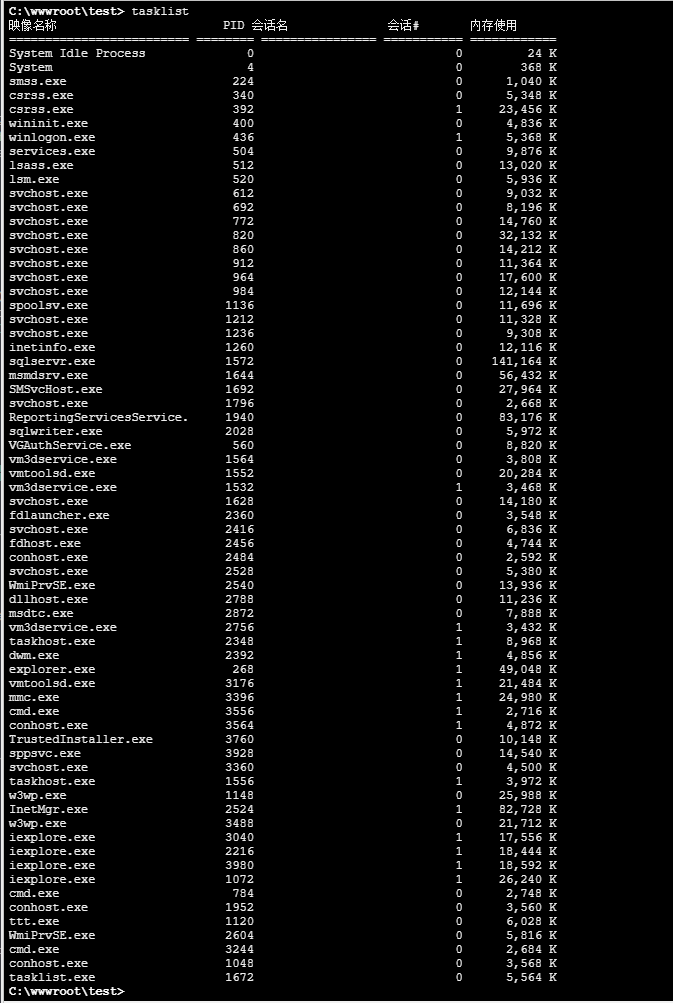 C:\wwwroot\test> tasklist
映像名称                       PID 会话名              会话#       内存使用
========================= ======== ================ =========== ============
System Idle Process              0                            0         24 K
System                           4                            0        368 K
smss.exe                       224                            0      1,040 K
csrss.exe                      340                            0      5,348 K
csrss.exe                      392                            1     23,456 K
wininit.exe                    400                            0      4,836 K
winlogon.exe                   436                            1      5,368 K
services.exe                   504                            0      9,876 K
lsass.exe                      512                            0     13,020 K
lsm.exe                        520                            0      5,936 K
svchost.exe                    612                            0      9,032 K
svchost.exe                    692                            0      8,196 K
svchost.exe                    772                            0     14,760 K
svchost.exe                    820                            0     32,132 K
svchost.exe                    860                            0     14,212 K
svchost.exe                    912                            0     11,364 K
svchost.exe                    964                            0     17,600 K
svchost.exe                    984                            0     12,144 K
spoolsv.exe                   1136                            0     11,696 K
svchost.exe                   1212                            0     11,328 K
svchost.exe                   1236                            0      9,308 K
inetinfo.exe                  1260                            0     12,116 K
sqlservr.exe                  1572                            0    141,164 K
msmdsrv.exe                   1644                            0     56,432 K
SMSvcHost.exe                 1692                            0     27,964 K
svchost.exe                   1796                            0      2,668 K
ReportingServicesService.     1940                            0     83,176 K
sqlwriter.exe                 2028                            0      5,972 K
VGAuthService.exe              560                            0      8,820 K
vm3dservice.exe               1564                            0      3,808 K
vmtoolsd.exe                  1552                            0     20,284 K
vm3dservice.exe               1532                            1      3,468 K
svchost.exe                   1628                            0     14,180 K
fdlauncher.exe                2360                            0      3,548 K
svchost.exe                   2416                            0      6,836 K
fdhost.exe                    2456                            0      4,744 K
conhost.exe                   2484                            0      2,592 K
svchost.exe                   2528                            0      5,380 K
WmiPrvSE.exe                  2540                            0     13,936 K
dllhost.exe                   2788                            0     11,236 K
msdtc.exe                     2872                            0      7,888 K
vm3dservice.exe               2756                            1      3,432 K
taskhost.exe                  2348                            1      8,968 K
dwm.exe                       2392                            1      4,856 K
explorer.exe                   268                            1     49,048 K
vmtoolsd.exe                  3176                            1     21,484 K
mmc.exe                       3396                            1     24,980 K
cmd.exe                       3556                            1      2,716 K
conhost.exe                   3564                            1      4,872 K
TrustedInstaller.exe          3760                            0     10,148 K
sppsvc.exe                    3928                            0     14,540 K
svchost.exe                   3360                            0      4,500 K
taskhost.exe                  1556                            1      3,972 K
w3wp.exe                      1148                            0     25,988 K
InetMgr.exe                   2524                            1     82,728 K
w3wp.exe                      3488                            0     21,712 K
iexplore.exe                  3040                            1     17,556 K
iexplore.exe                  2216                            1     18,444 K
iexplore.exe                  3980                            1     18,592 K
iexplore.exe                  1072                            1     26,240 K
cmd.exe                        784                            0      2,748 K
conhost.exe                   1952                            0      3,560 K
ttt.exe                       1120                            0      6,028 K
WmiPrvSE.exe                  2604                            0      5,816 K
cmd.exe                       3244                            0      2,684 K
conhost.exe                   1048                            0      3,568 K
tasklist.exe                  1672                            0      5,564 K
C:\wwwroot\test>